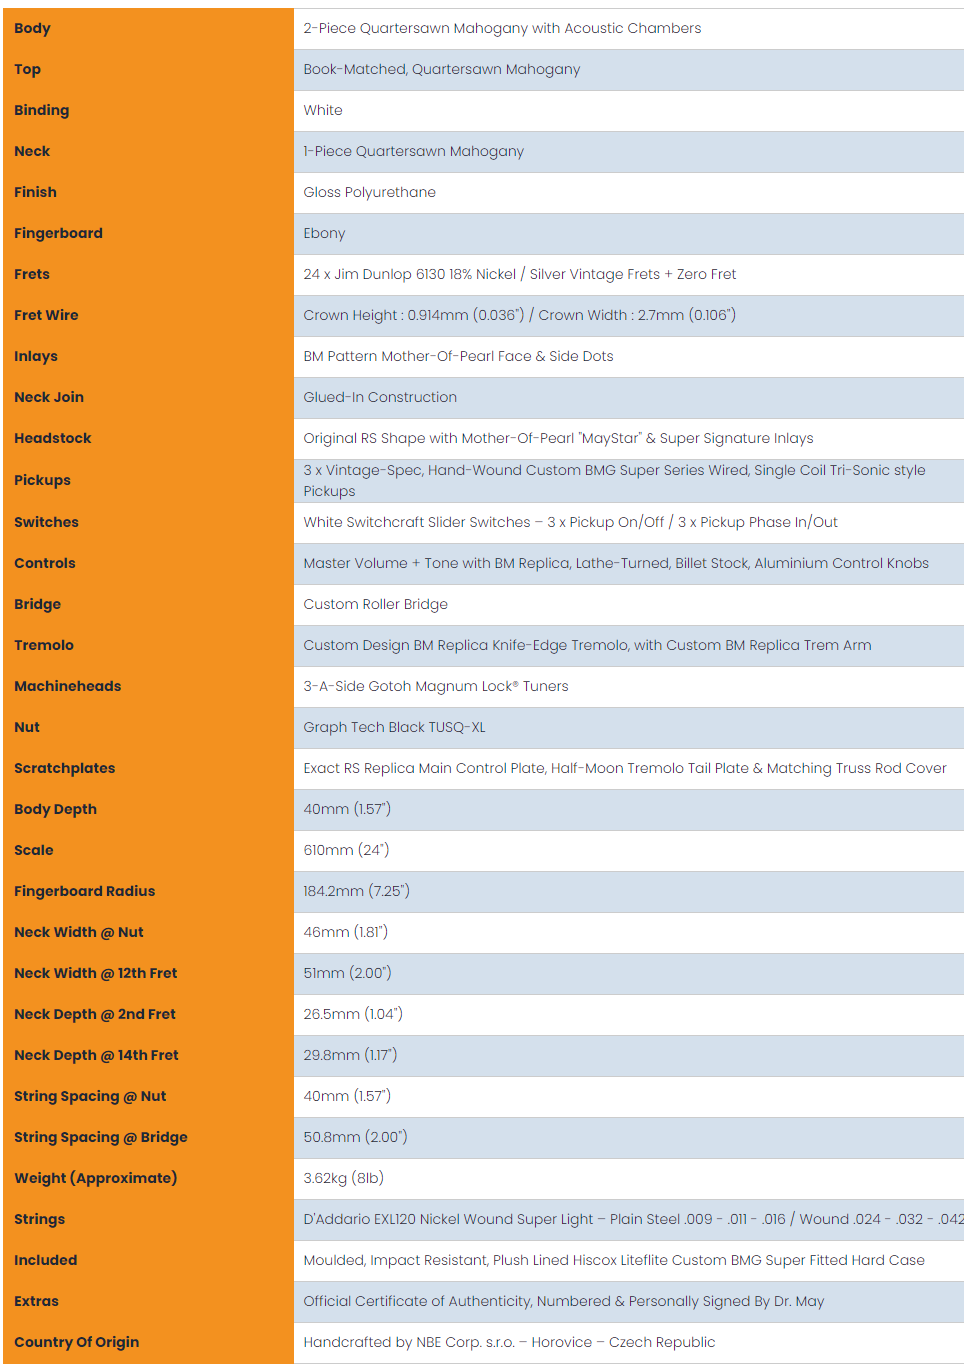 Body 2-Piece Quartersawn Mahogany with Acoustic Chambers
Top Book-Matched, Quartersawn Mahogany
Binding White
Neck 1-Piece Quartersawn Mahogany
Finish Gloss Polyurethane
Fingerboard Ebony
Frets 24 x Jim Dunlop 6130 18% Nickel / Silver Vintage Frets + Zero Fret
Fret Wire Crown Height : 0.914mm (0.036") / Crown Width : 2.7mm (0.106")
Inlays BM Pattern Mother-Of-Pearl Face & Side Dots
Neck Join Glued-In Construction
Headstock Original RS Shape with Mother-Of-Pearl "MayStar" & Super Signature Inlays
Pickups 3 x Vintage-Spec, Hand-Wound Custom BMG Super Series Wired, Single Coil Tri-Sonic style
Pickups
Switches White Switchcraft Slider Switches – 3 x Pickup On/Off / 3 x Pickup Phase In/Out
Controls Master Volume + Tone with BM Replica, Lathe-Turned, Billet Stock, Aluminium Control Knobs
Bridge Custom Roller Bridge
Tremolo Custom Design BM Replica Knife-Edge Tremolo, with Custom BM Replica Trem Arm
Machineheads 3-A-Side Gotoh Magnum Lock® Tuners
Nut Graph Tech Black TUSQ-XL
Scratchplates Exact RS Replica Main Control Plate, Half-Moon Tremolo Tail Plate & Matching Truss Rod Cover
Body Depth 40mm (1.57")
Scale 610mm (24")
Fingerboard Radius 184.2mm (7.25")
Neck Width @ Nut 46mm (1.81")
Neck Width @ 12th Fret 51mm (2.00")
Neck Depth @ 2nd Fret 26.5mm (1.04")
Neck Depth @ 14th Fret 29.8mm (1.17")
String Spacing @ Nut 40mm (1.57")
String Spacing @ Bridge 50.8mm (2.00")
Weight (Approximate) 3.62kg (8lb)
Strings D'Addario EXL120 Nickel Wound Super Light – Plain Steel .009 - .011 - .016 / Wound .024 - .032 - .042
Included Moulded, Impact Resistant, Plush Lined Hiscox Liteflite Custom BMG Super Fitted Hard Case
Extras Official Certificate of Authenticity, Numbered & Personally Signed By Dr. May
Country Of Origin Handcrafted by NBE Corp. s.r.o. – Horovice – Czech Republic